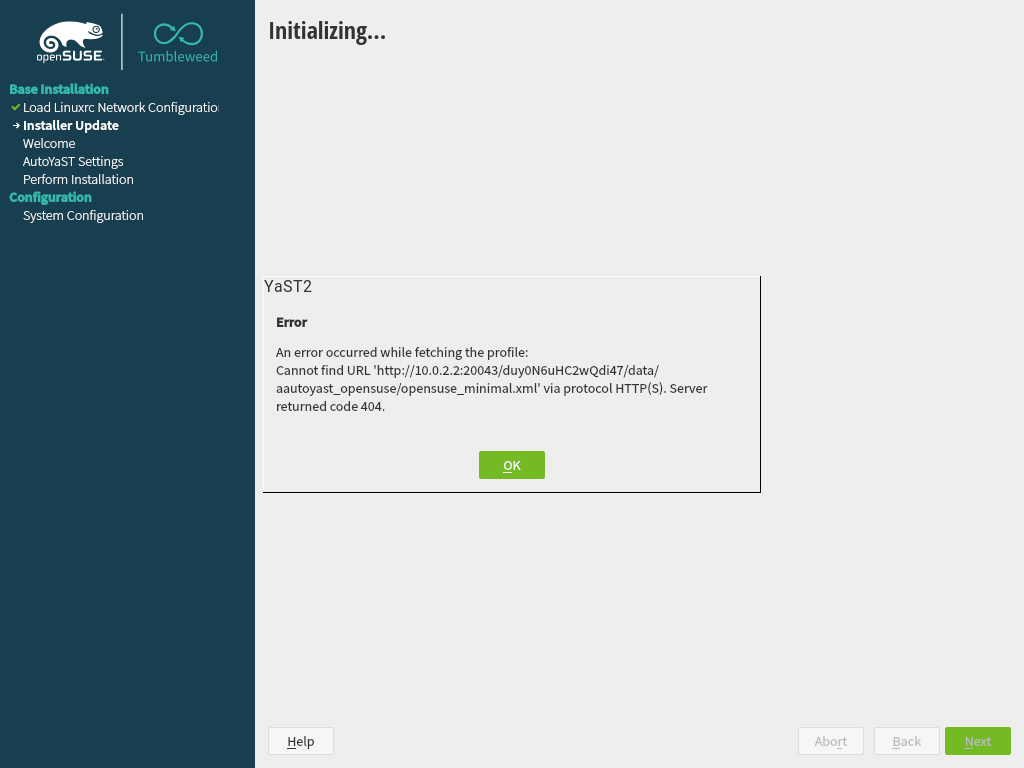 openSUSE
Tumbleweed
Base Installation
Load Linuxrc Network Configuration
Installer Update
Welcome
AutoYaST Settings
Perform Installation
Configuration
System Configuration
Initializing...
YaST2
Error
An error occurred while fetching the profile:
Cannot find URL 'http://10.0.2.2:20043/duy0N6uHC2wQdi47/data/
aautoyast_opensuse/opensuse_minimal.xml' via protocol HTTP(S). Server
returned code 404.
OK
Help
Abort
Back
Next